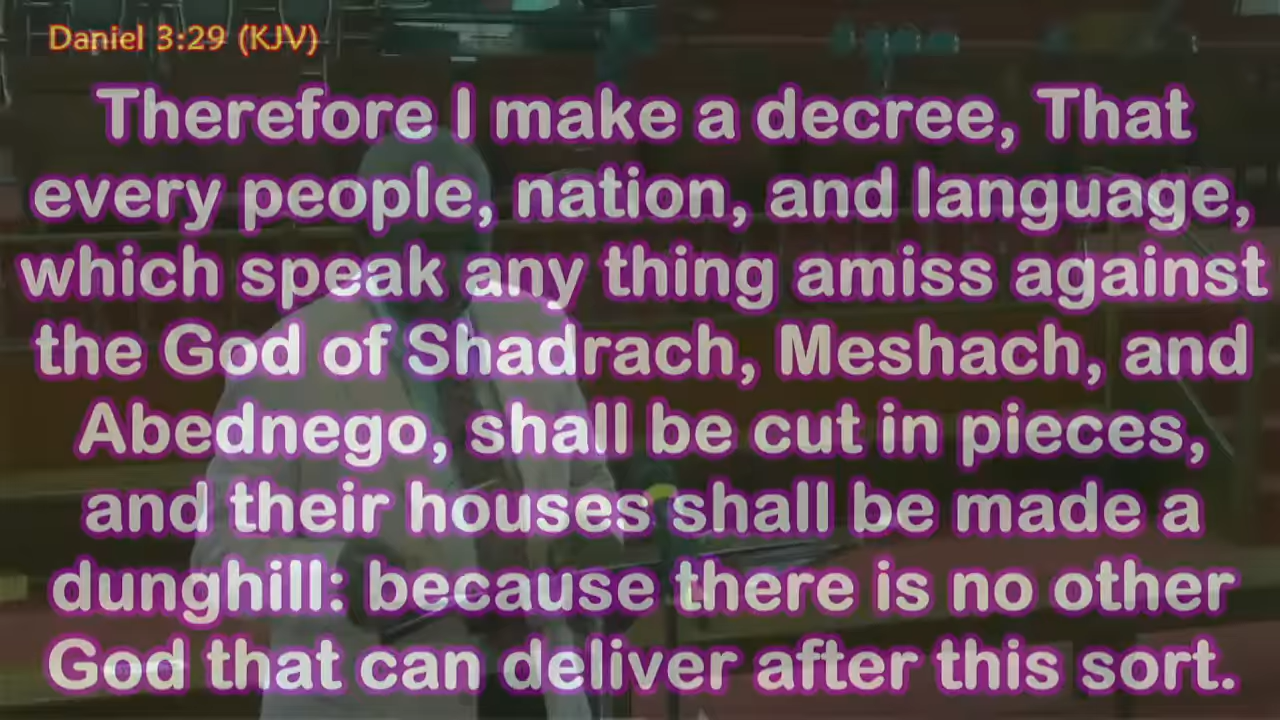 Daniel 3:29 (KJV)
Therefore I make a decree, That
every people, nation, and language,
which speak any thing amiss against
the God of Shadrach, Meshach, and
Abednego, shall be cut in pieces,
and their houses shall be made a
dunghill: because there is no other
God that can deliver after this sort.